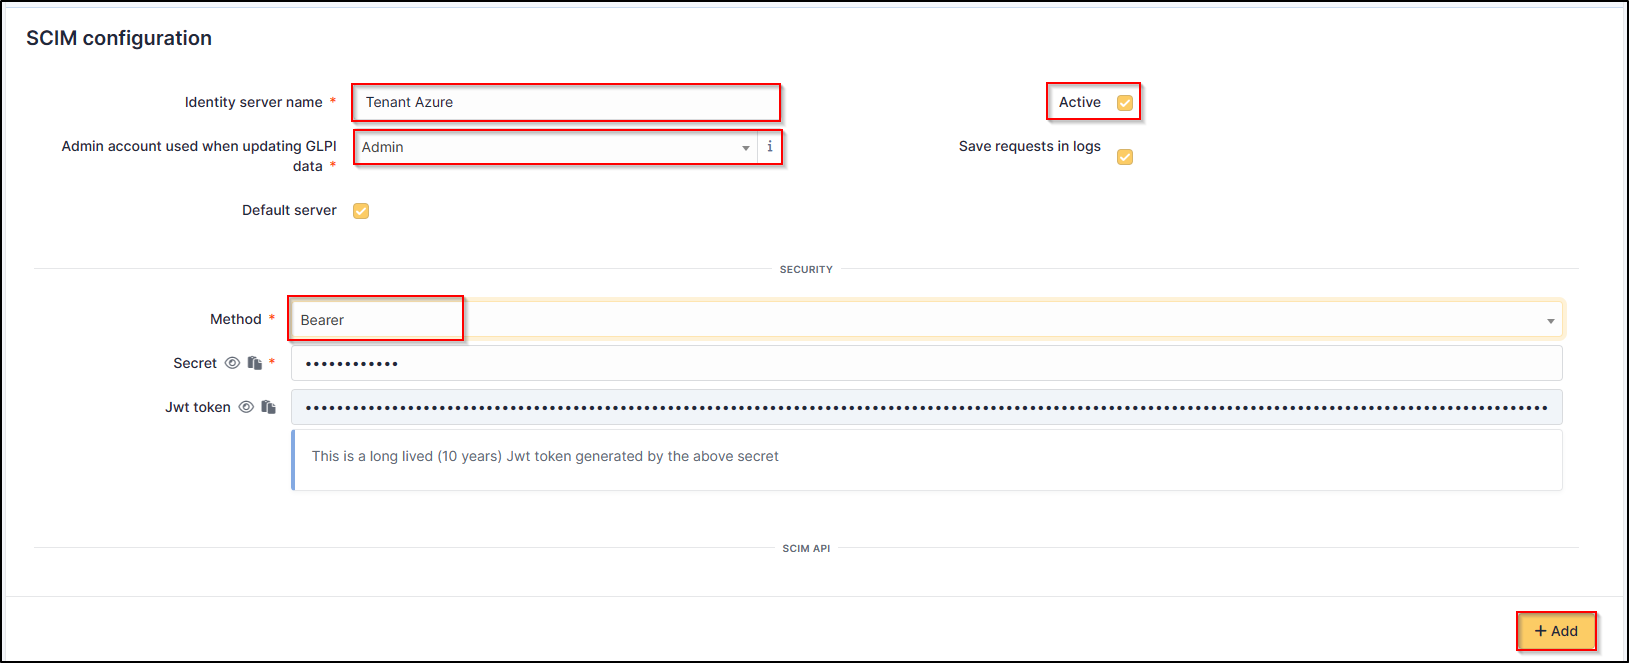 SCIM configuration
Identity server name * Tenant Azure Active
Admin account used when updating GLPI data * Admin i Save requests in logs
Default server
SECURITY
Method * Bearer
Secret * ••••••••••••
Jwt token
This is a long lived (10 years) Jwt token generated by the above secret
SCIM API
+ Add